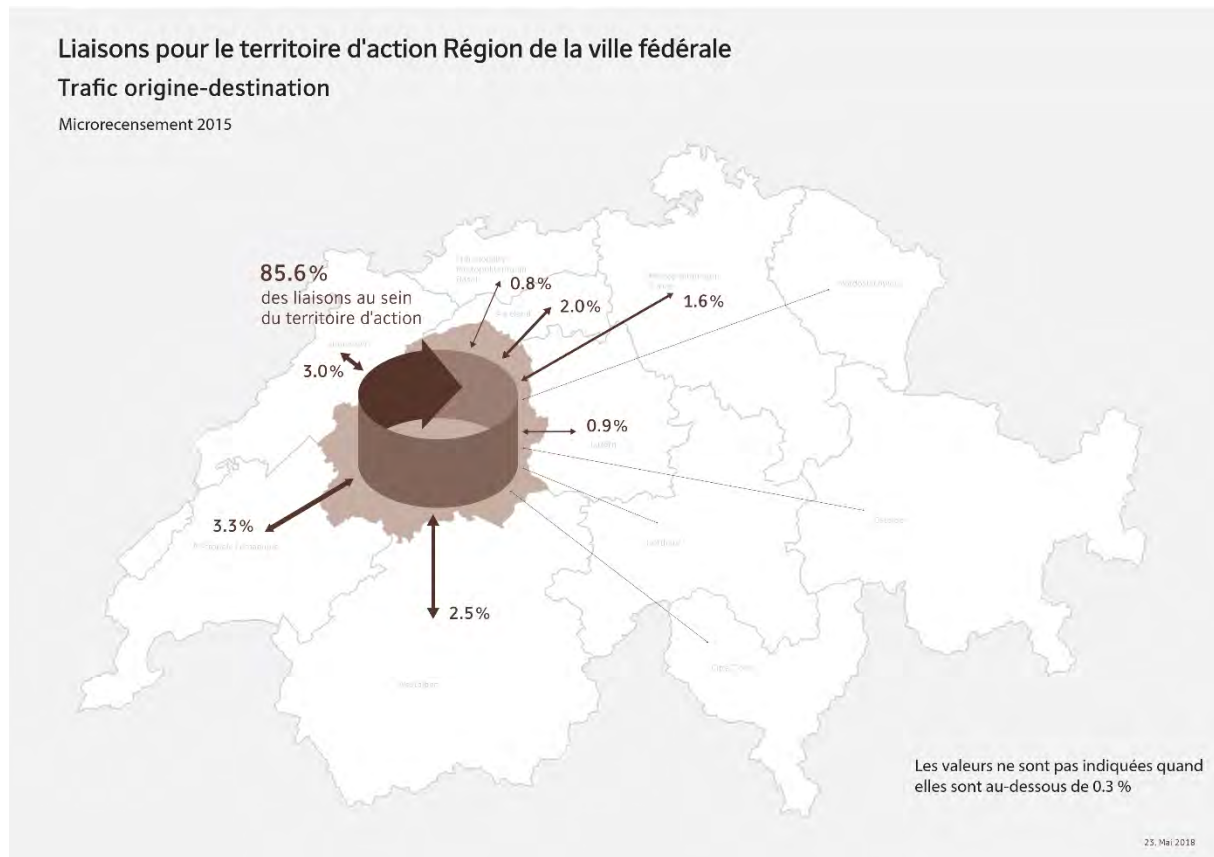 Liaisons pour le territoire d'action Région de la ville fédérale
Trafic origine-destination
Microrecensement 2015
85.6%
des liaisons au sein
du territoire d'action
0.8%
2.0%
1.6%
3.0%
0.9%
3.3%
2.5%
Les valeurs ne sont pas indiquées quand
elles sont au-dessous de 0.3 %
23. Mai 2018